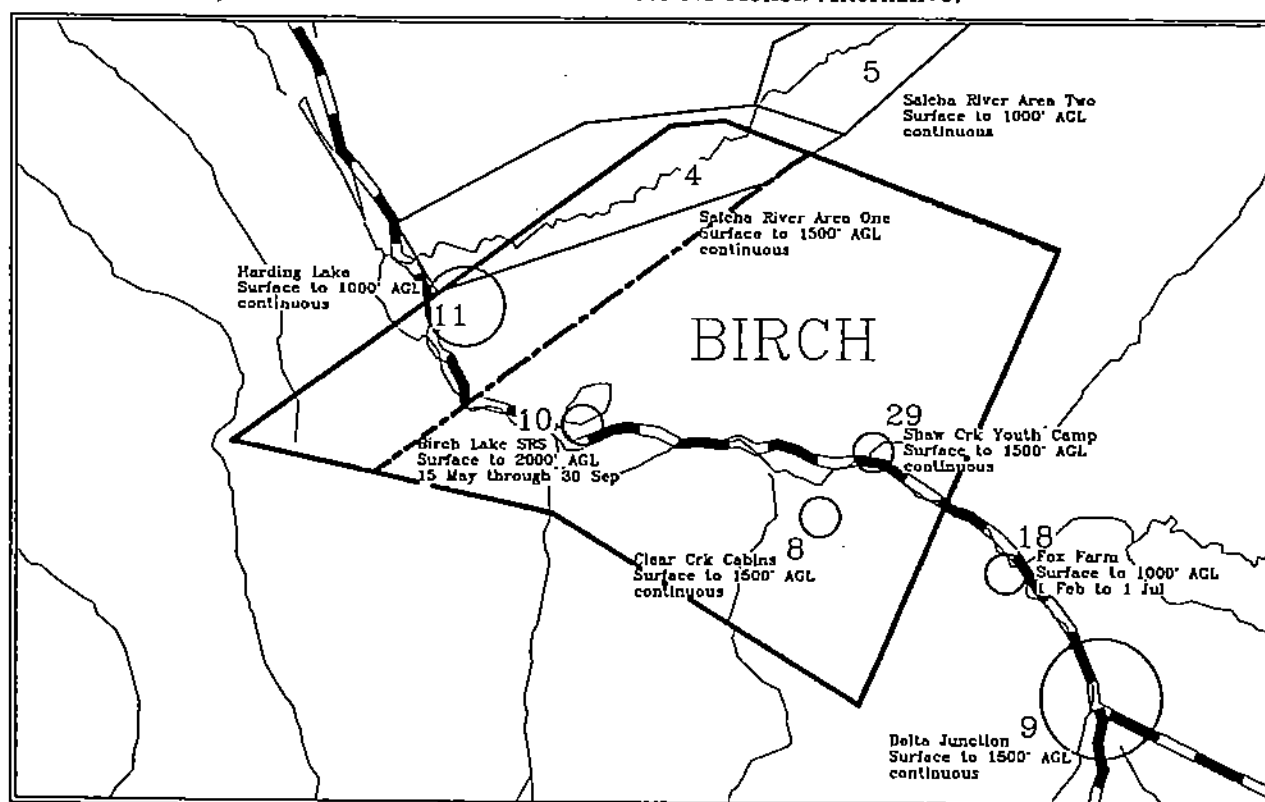 5
Salcha River Area Two
Surface to 1000' AGL
continuous
4
Salcha River Area One
Surface to 1500' AGL
continuous
Harding Lake
Surface to 1000' AGL
continuous
11
BIRCH
10
Birch Lake SRS
Surface to 2000' AGL
15 May through 30 Sep
29
Shaw Crk Youth Camp
Surface to 1500' AGL
continuous
8
Clear Crk Cabins
Surface to 1500' AGL
continuous
18
Fox Farm
Surface to 1000' AGL
1 Feb to 1 Jul
9
Delta Junction
Surface to 1500' AGL
continuous